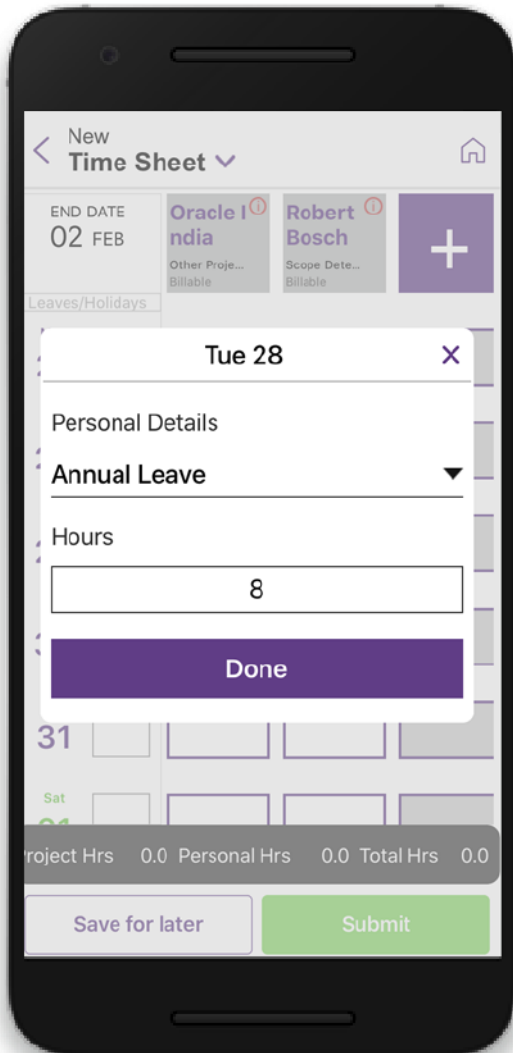 New
Time Sheet
END DATE
02 FEB
Oracle I
ndia
Other Proje...
Billable
Robert
Bosch
Scope Dete...
Billable
+
Leaves/Holidays
Tue 28
X
Personal Details
Annual Leave
Hours
8
Done
31
Sat
roject Hrs 0.0 Personal Hrs 0.0 Total Hrs 0.0
Save for later
Submit